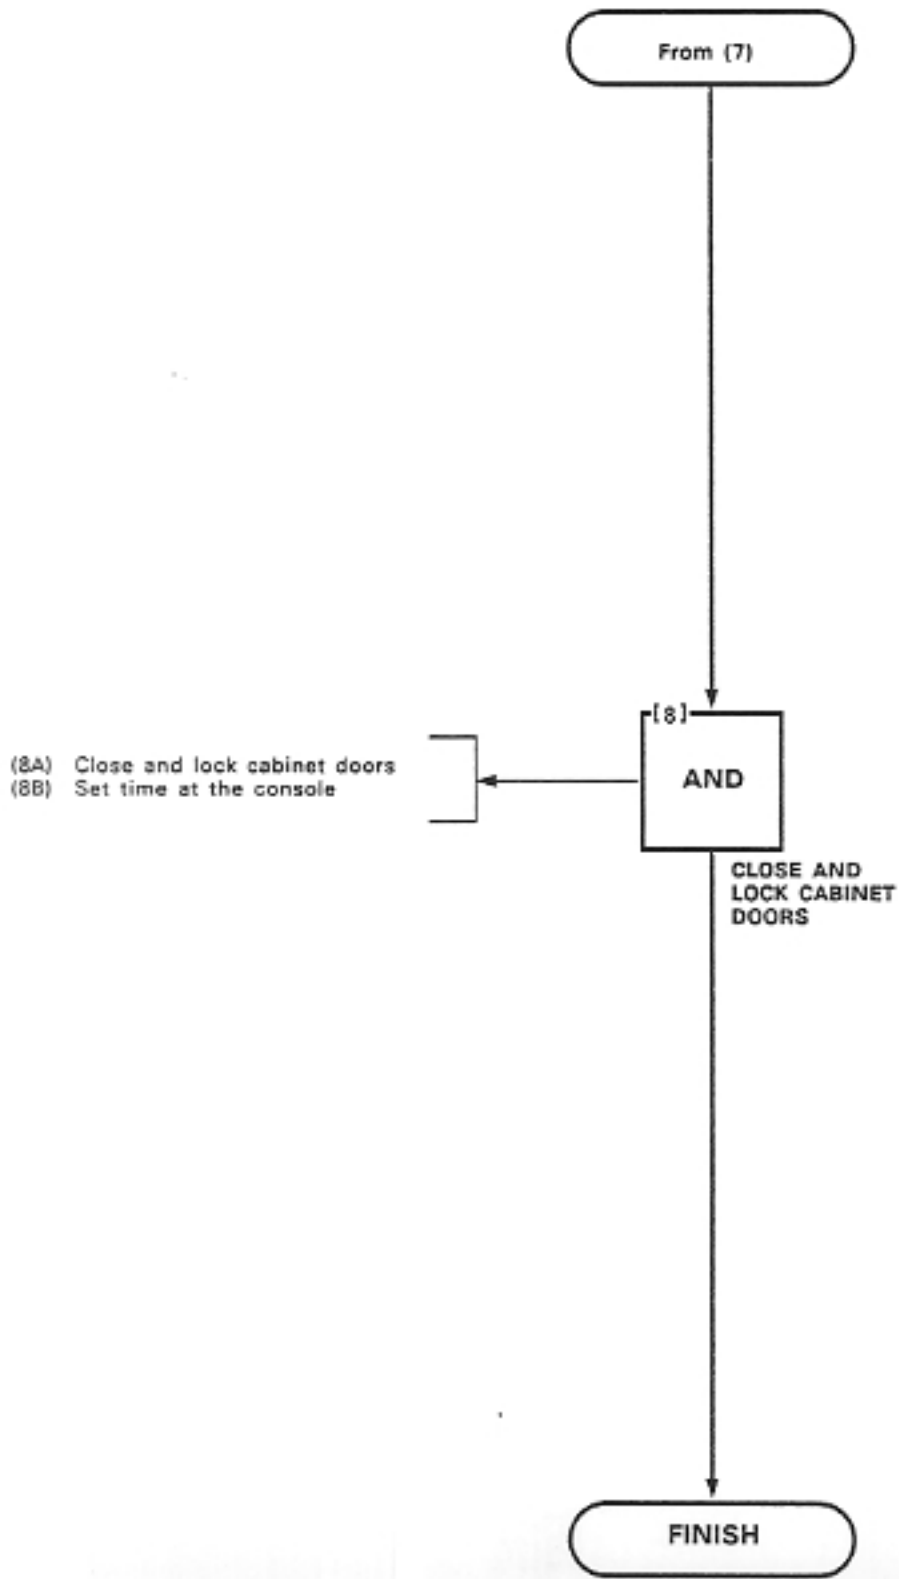 From (7)
[8]
AND
(8A) Close and lock cabinet doors
(8B) Set time at the console
CLOSE AND
LOCK CABINET
DOORS
FINISH